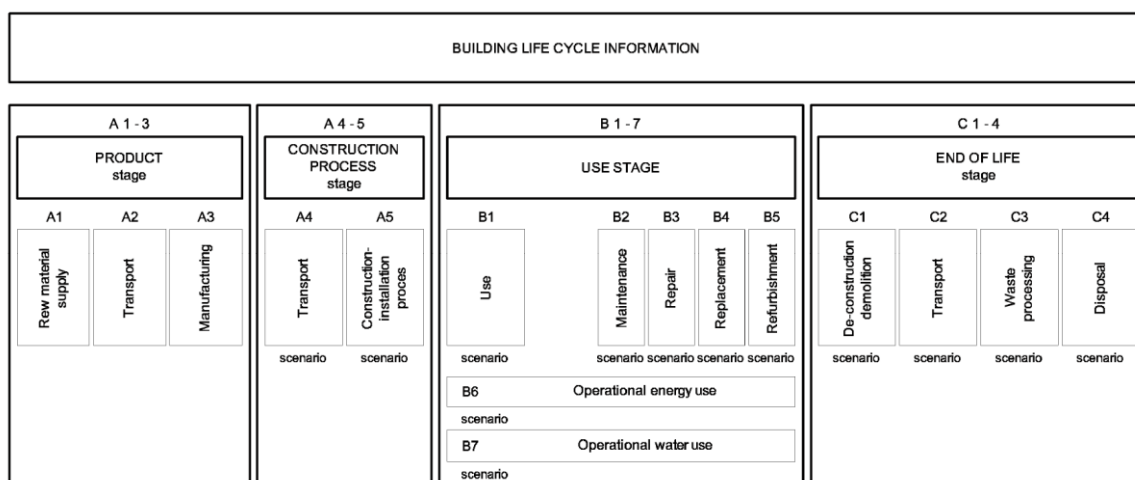 BUILDING LIFE CYCLE INFORMATION
A 1 - 3
PRODUCT
stage
A1
A2
A3
Rew material
supply
Transport
Manufacturing
A 4 - 5
CONSTRUCTION
PROCESS
stage
A4
A5
Transport
Construction-
installation
proces
scenario
scenario
B 1 - 7
USE STAGE
B1
B2
B3
B4
B5
Use
Maintenance
Repair
Replacement
Refurbishment
scenario
scenario
scenario
scenario
scenario
B6
Operational energy use
scenario
B7
Operational water use
scenario
C 1 - 4
END OF LIFE
stage
C1
C2
C3
C4
De-construction
demolition
Transport
Waste
processing
Disposal
scenario
scenario
scenario
scenario